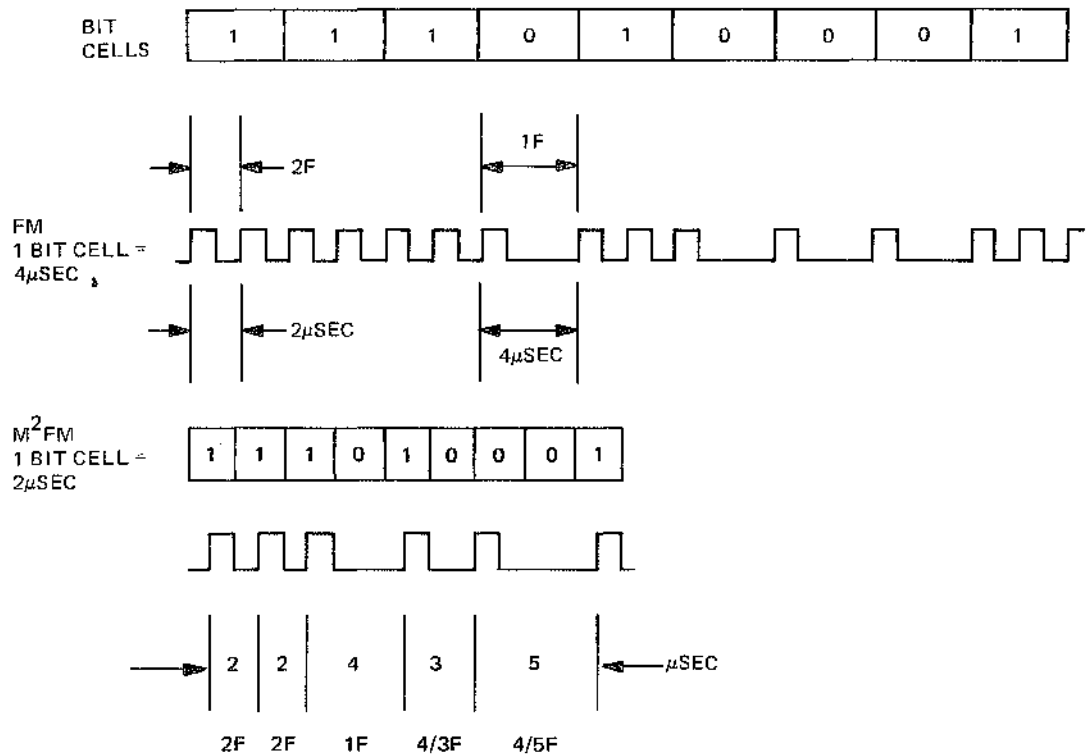 BIT
CELLS
1 1 1 0 1 0 0 0 1
2F
1F
FM
1 BIT CELL =
4μSEC
2μSEC
4μSEC
M²FM
1 BIT CELL =
2μSEC
1 1 1 0 1 0 0 0 1
2 2 4 3 5 μSEC
2F 2F 1F 4/3F 4/5F